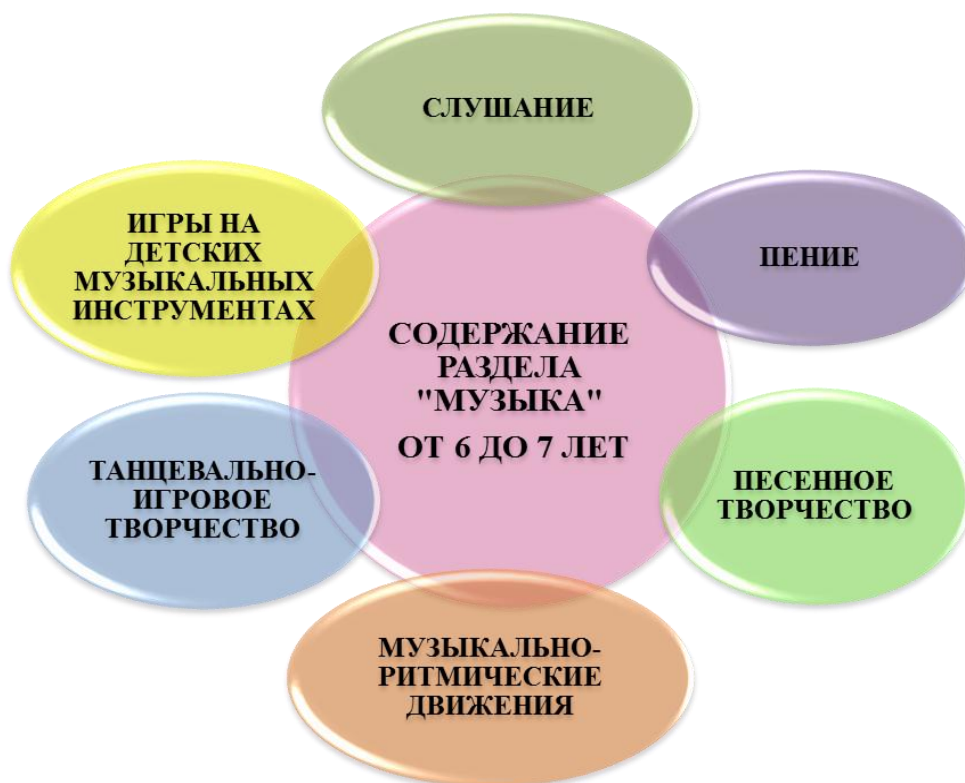 СЛУШАНИЕ
ИГРЫ НА
ДЕТСКИХ
МУЗЫКАЛЬНЫХ
ИНСТРУМЕНТАХ
ПЕНИЕ
СОДЕРЖАНИЕ
РАЗДЕЛА
"МУЗЫКА"
ОТ 6 ДО 7 ЛЕТ
ТАНЦЕВАЛЬНО-
ИГРОВОЕ
ТВОРЧЕСТВО
ПЕСЕННОЕ
ТВОРЧЕСТВО
МУЗЫКАЛЬНО-
РИТМИЧЕСКИЕ
ДВИЖЕНИЯ